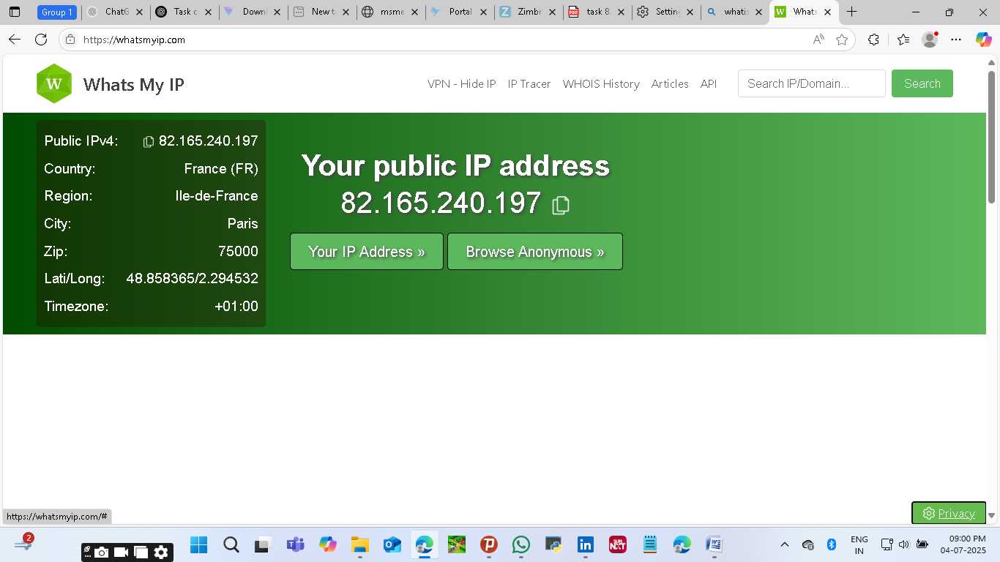 Group 1
ChatG
Task c
Downl
New ta
msme
Portal
Zimbr
task 8.
Setting
whatis
Whats
https://whatsmyip.com
W
Whats My IP
VPN - Hide IP
IP Tracer
WHOIS History
Articles
API
Search IP/Domain...
Search
Public IPv4: 82.165.240.197
Country: France (FR)
Region: Ile-de-France
City: Paris
Zip: 75000
Lati/Long: 48.858365/2.294532
Timezone: +01:00
Your public IP address
82.165.240.197
Your IP Address »
Browse Anonymous »
https://whatsmyip.com/#
Privacy
2
ENG
IN
09:00 PM
04-07-2025